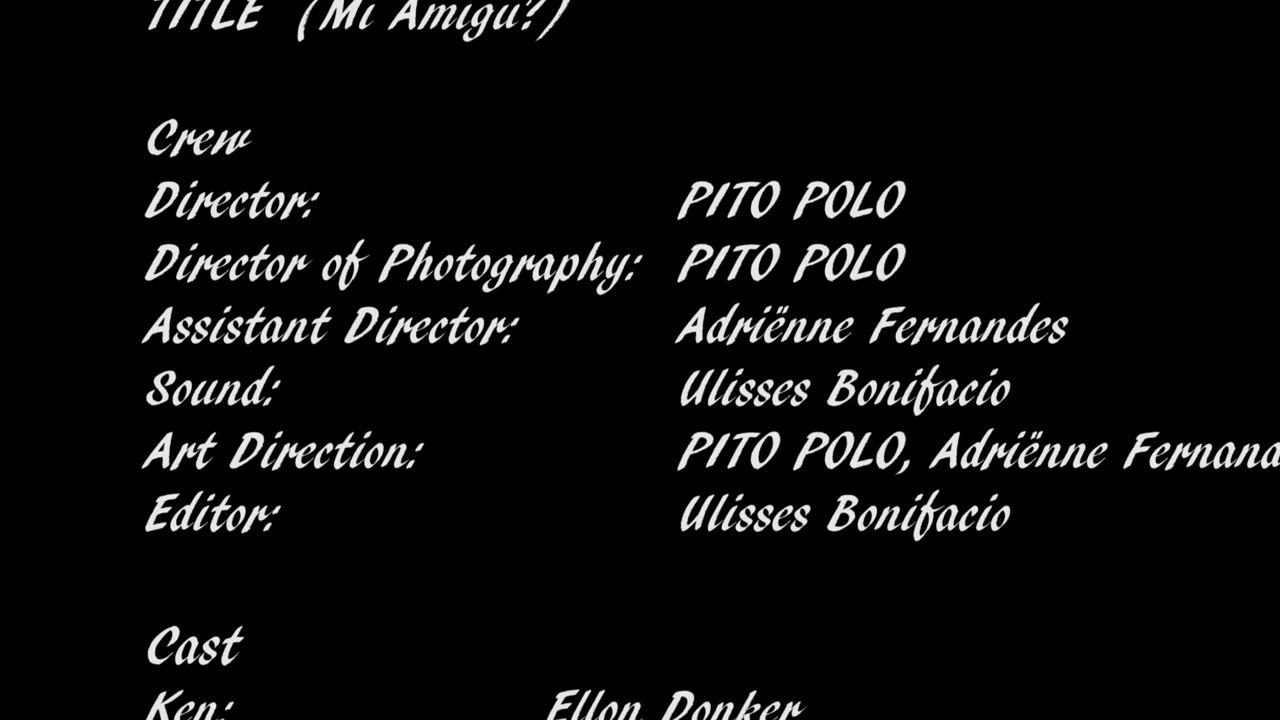 TITLE (Mi Amigu?)
Crew
Director: PITO POLO
Director of Photography: PITO POLO
Assistant Director: Adriënne Fernandes
Sound: Ulisses Bonifacio
Art Direction: PITO POLO, Adriënne Fernand
Editor: Ulisses Bonifacio
Cast
Ken: Ellon Donker